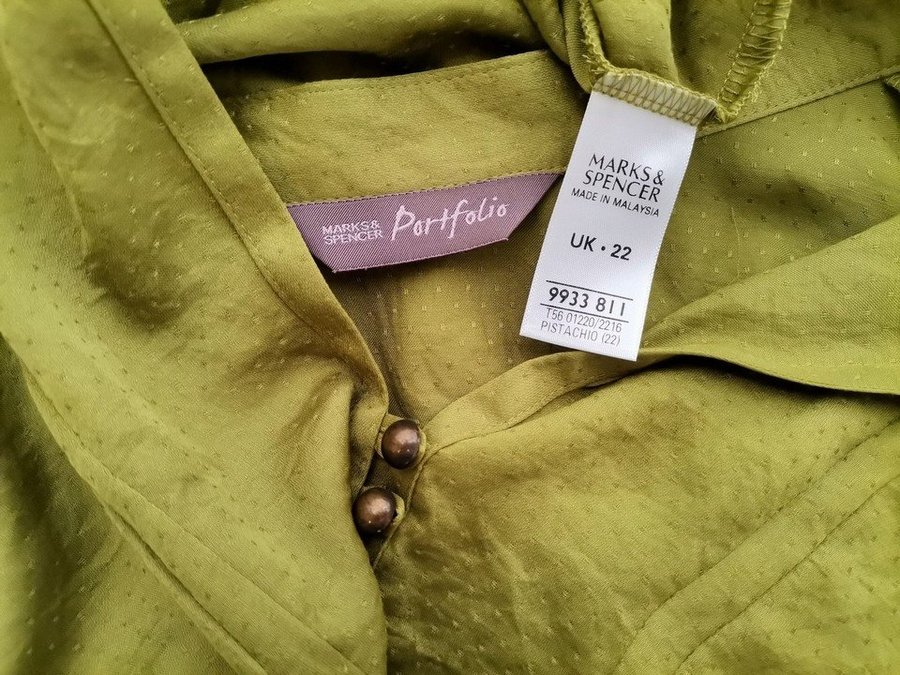 MARKS &
SPENCER Portfolio
MARKS &
SPENCER
MADE IN MALAYSIA
UK • 22
9933 811
T56 01220/2216
PISTACHIO (22)